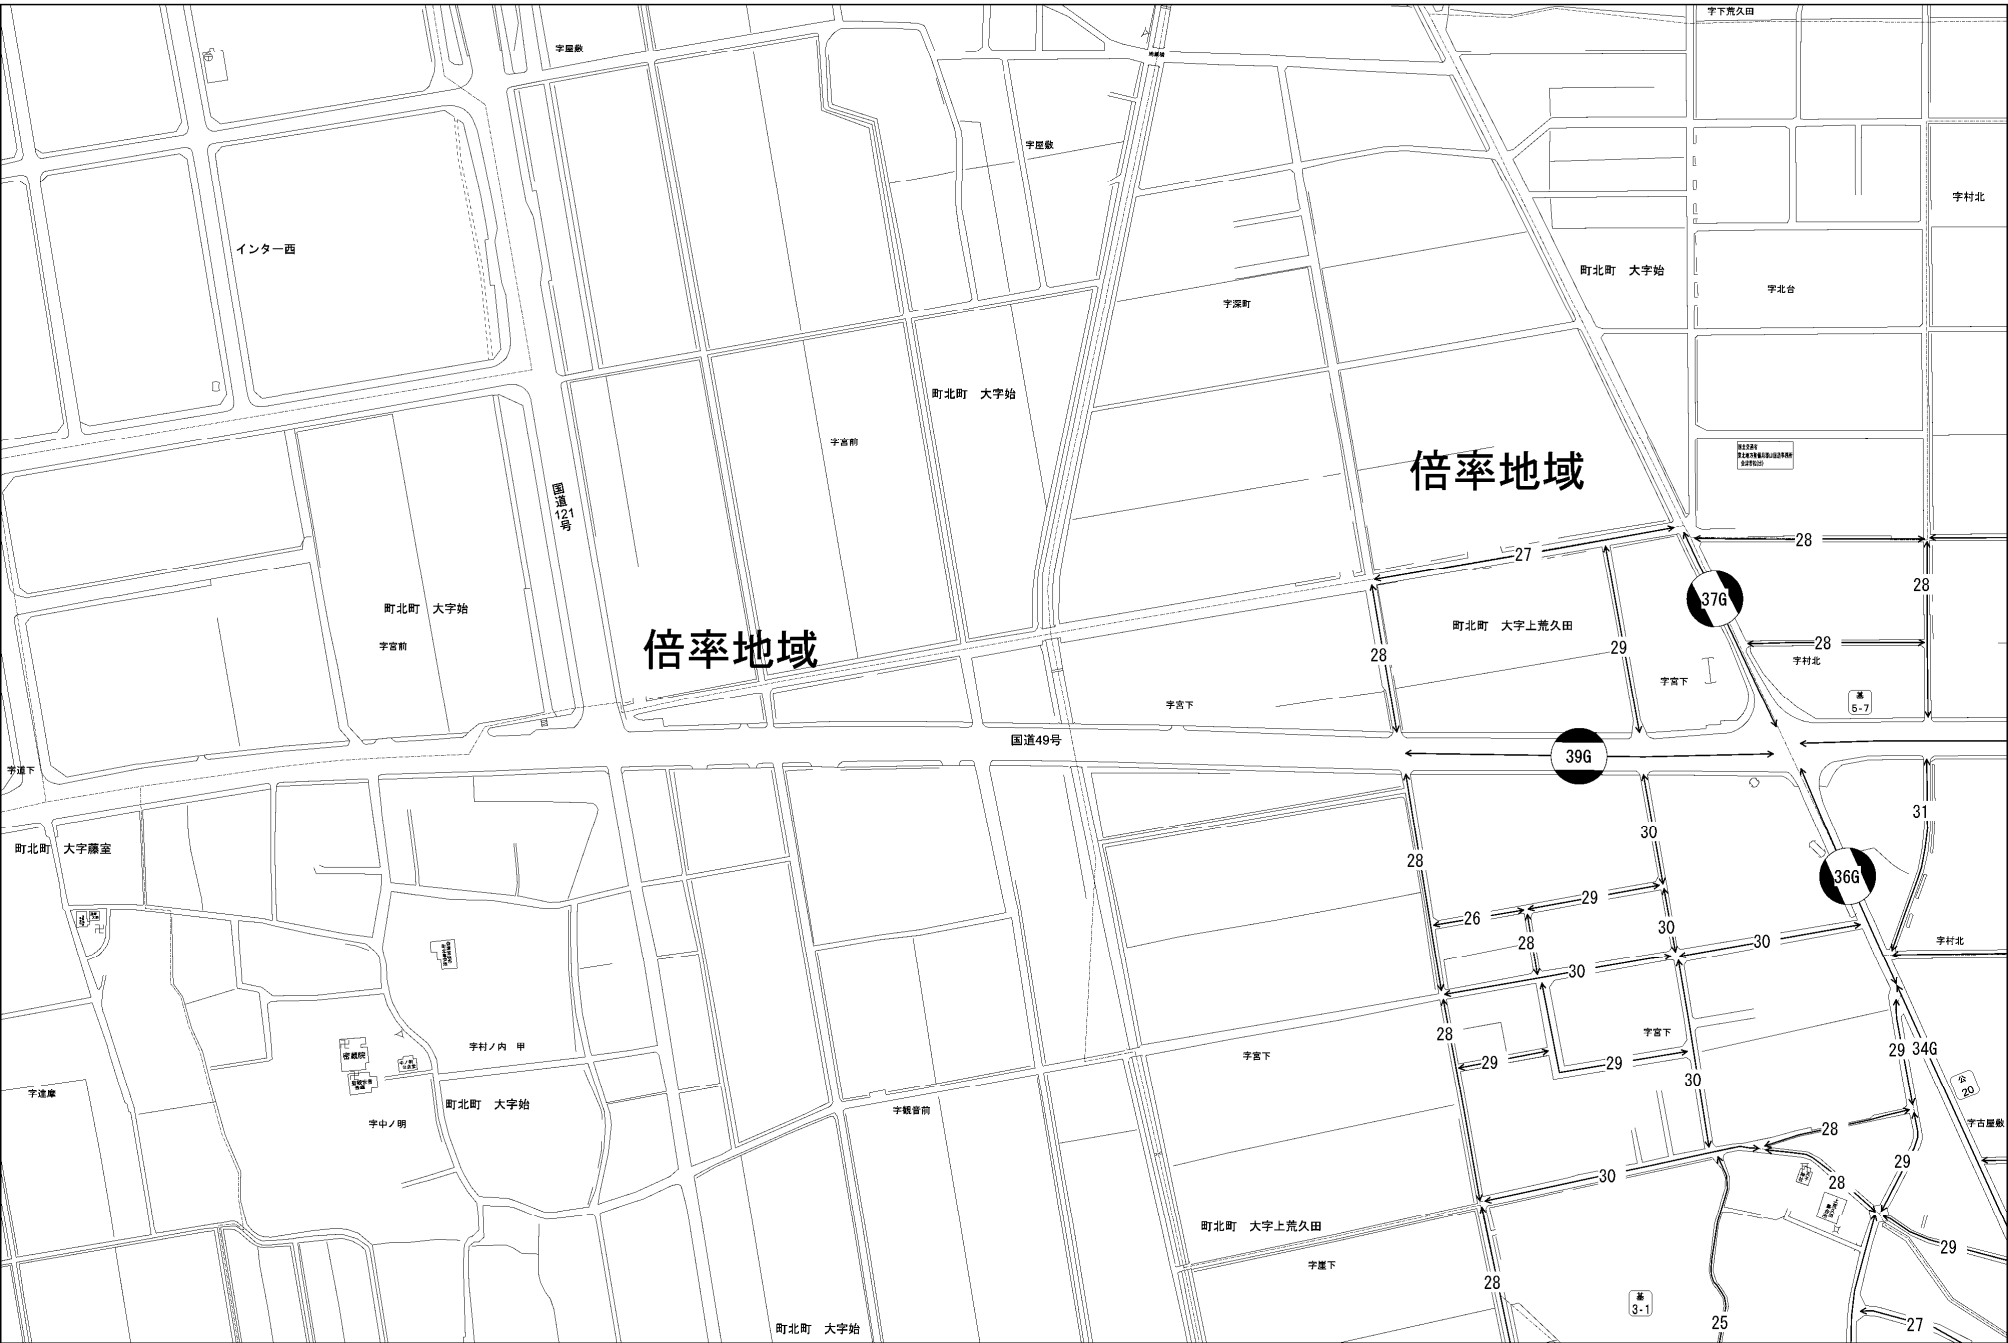 字下荒久田
字屋敷
字屋敷
字村北
インター西
町北町 大字始
字北台
字深町
町北町 大字始
字宮前
倍率地域
国道121号
27
28
28
37G
町北町 大字始
町北町 大字上荒久田
字宮前
倍率地域
28
29
28
字村北
字宮下
基
5-7
字宮下
国道49号
39G
字道下
31
30
町北町 大字藤室
28
36G
29
26
30
28
30
字村北
30
28
字宮下
字村ノ内 甲
密蔵院
字宮下
29
34G
29
29
30
公
20
字達摩
町北町 大字始
字観音前
字中ノ明
28
字古屋敷
29
30
28
町北町 大字上荒久田
29
字崖下
28
基
3-1
25
27
町北町 大字始